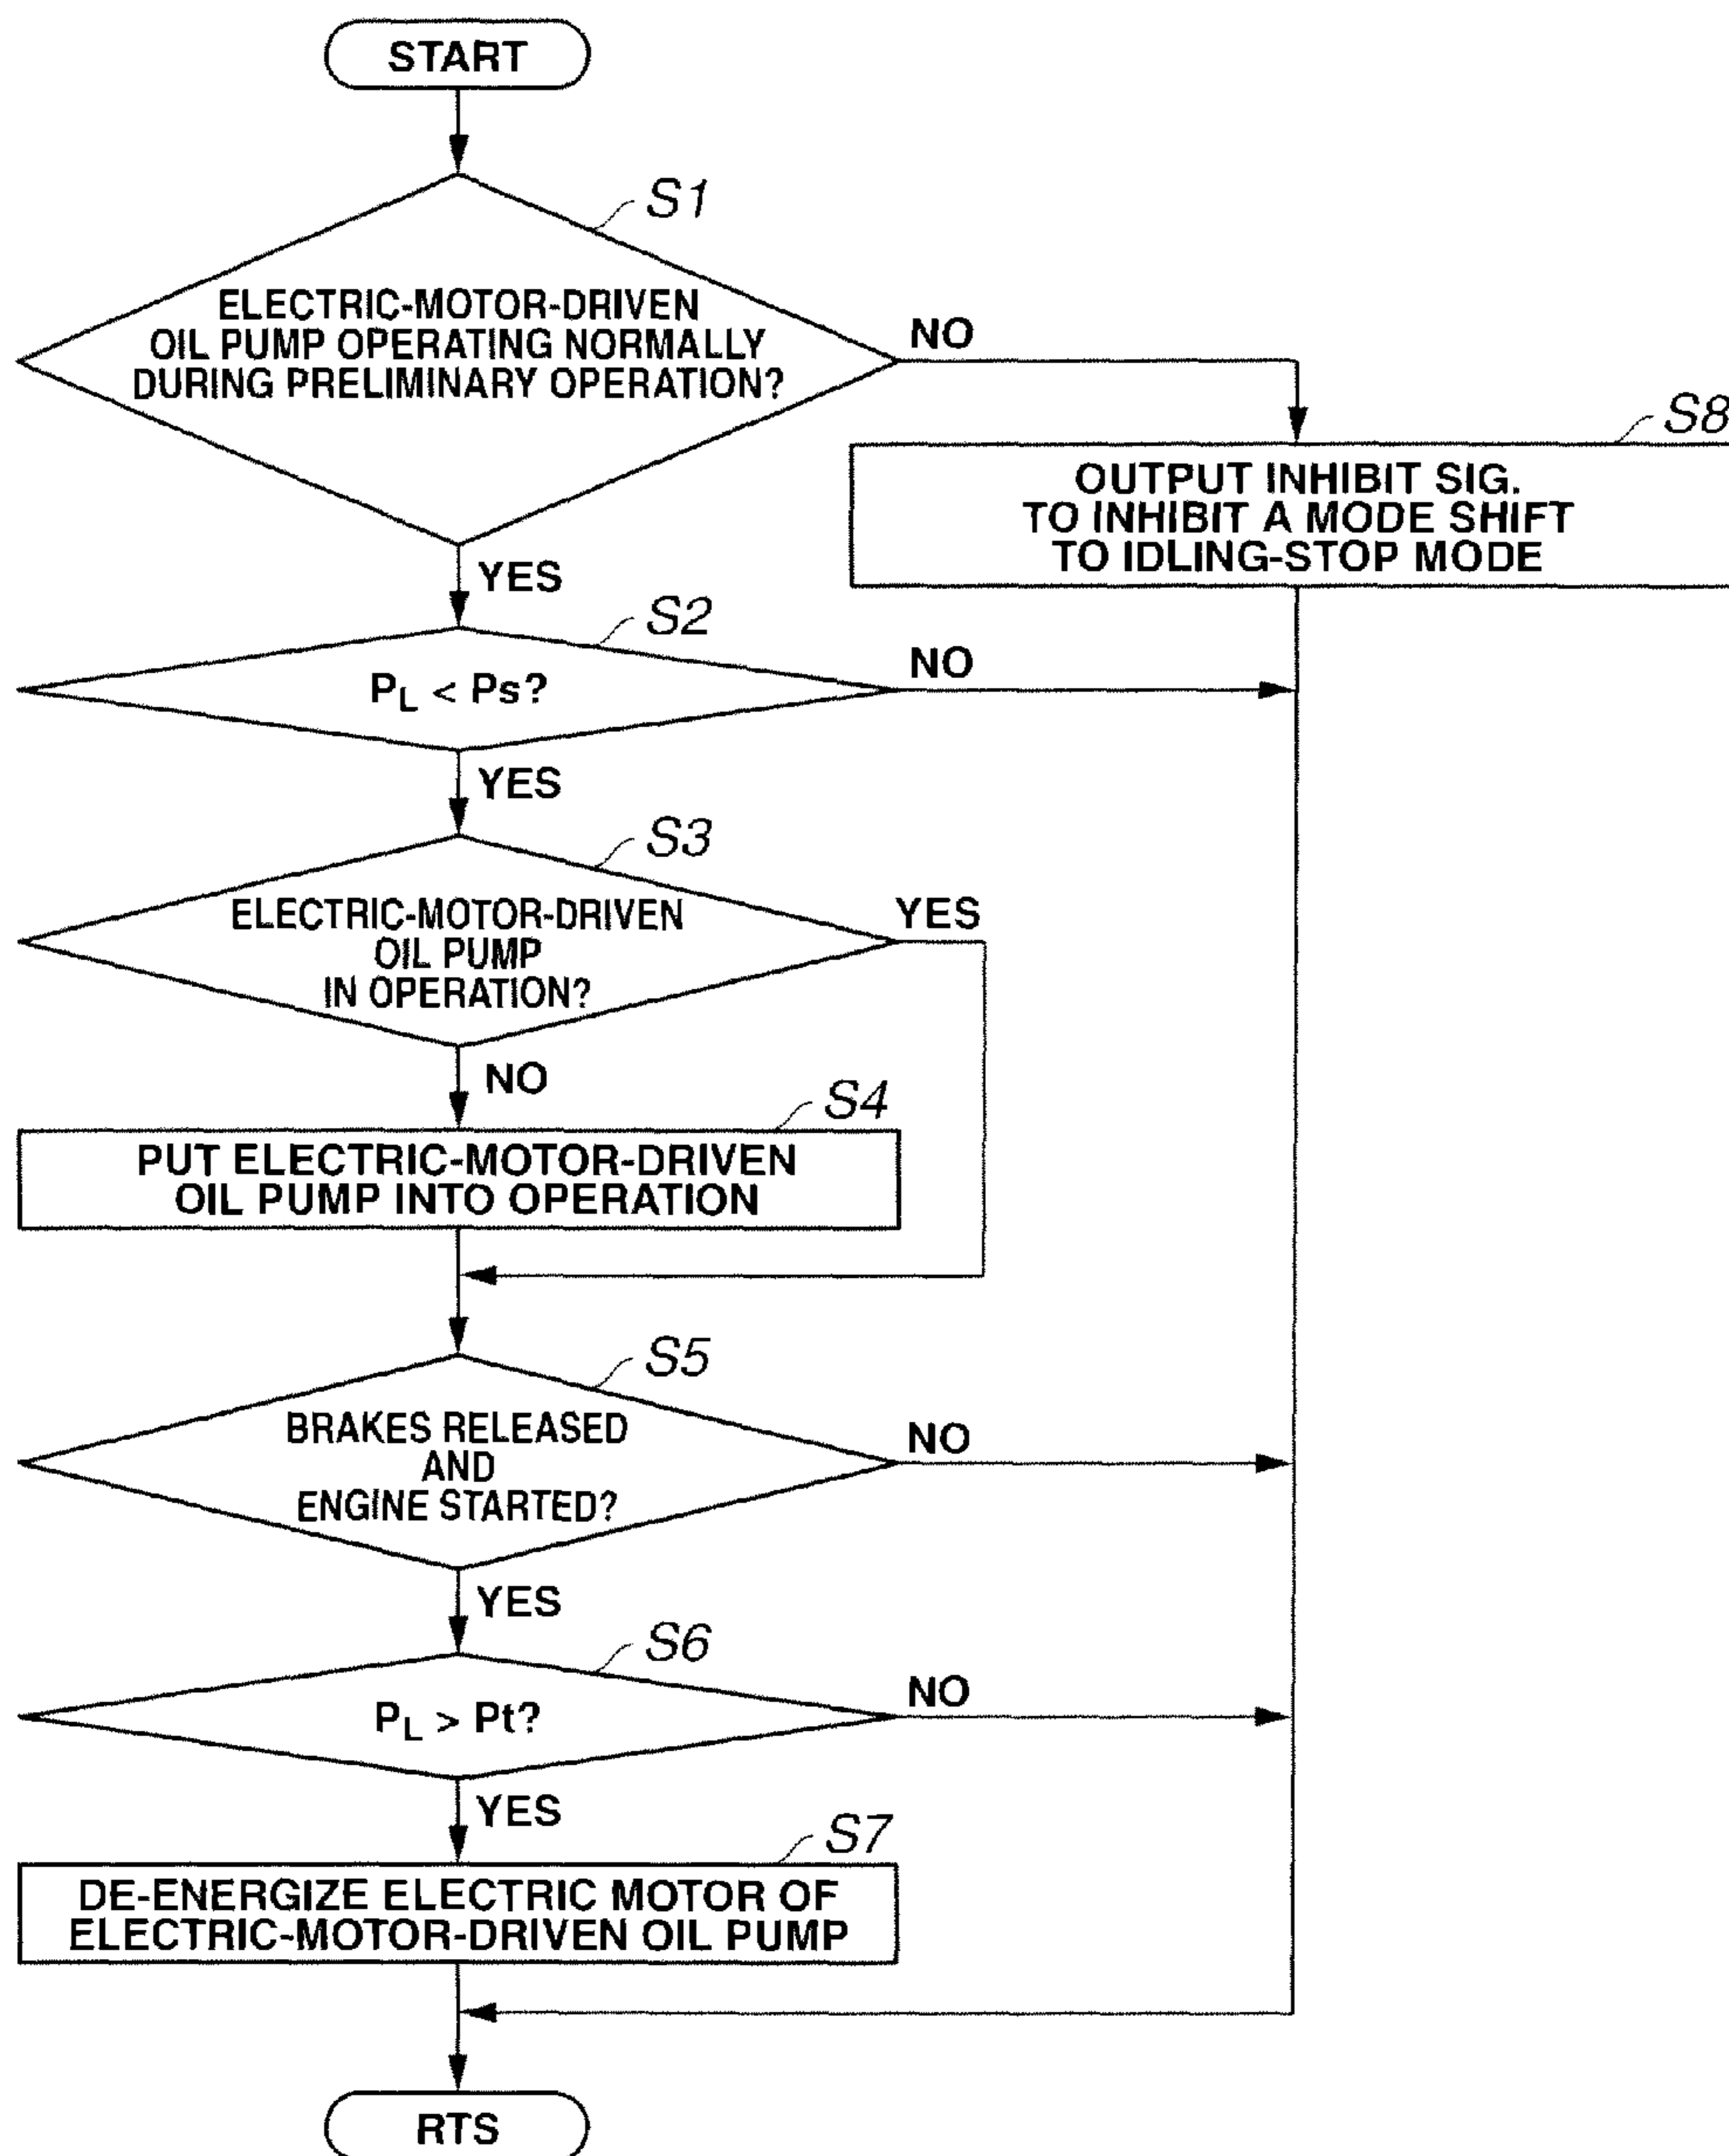 START
S1
ELECTRIC-MOTOR-DRIVEN
OIL PUMP OPERATING NORMALLY
DURING PRELIMINARY OPERATION?
NO
S8
OUTPUT INHIBIT SIG.
TO INHIBIT A MODE SHIFT
TO IDLING-STOP MODE
YES
S2
PL < Ps?
NO
YES
S3
ELECTRIC-MOTOR-DRIVEN
OIL PUMP
IN OPERATION?
YES
NO
S4
PUT ELECTRIC-MOTOR-DRIVEN
OIL PUMP INTO OPERATION
S5
BRAKES RELEASED
AND
ENGINE STARTED?
NO
YES
S6
PL > Pt?
NO
YES
S7
DE-ENERGIZE ELECTRIC MOTOR OF
ELECTRIC-MOTOR-DRIVEN OIL PUMP
RTS